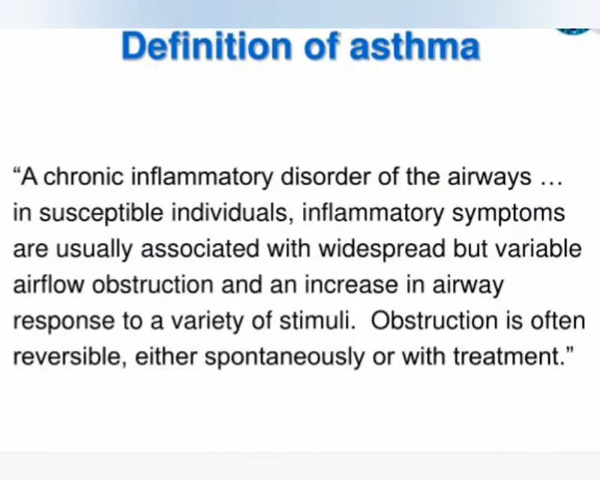 Definition of asthma
“A chronic inflammatory disorder of the airways …
in susceptible individuals, inflammatory symptoms
are usually associated with widespread but variable
airflow obstruction and an increase in airway
response to a variety of stimuli.  Obstruction is often
reversible, either spontaneously or with treatment.”